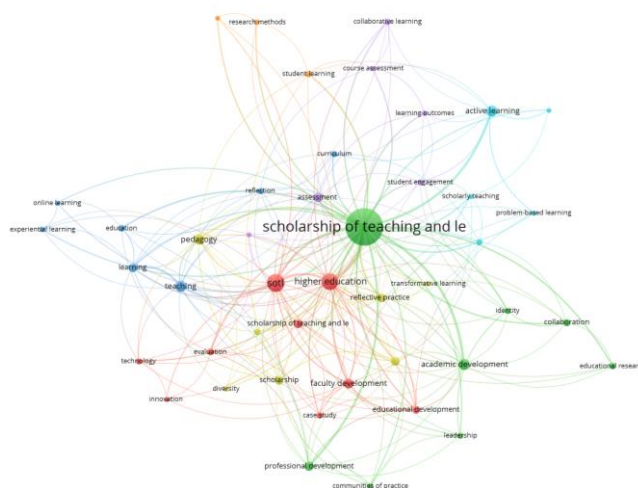 research methods
collaborative learning
course assessment
student learning
active learning
learning outcomes
curriculum
student engagement
scholarly teaching
reflection
assessment
online learning
problem-based learning
scholarship of teaching and le
experiential learning
education
pedagogy
learning
teaching
sotl
higher education
transformative learning
reflective practice
identity
collaboration
scholarship of teaching and le
evaluation
technology
academic development
educational resear
scholarship
faculty development
diversity
innovation
case study
educational development
leadership
professional development
communities of practice